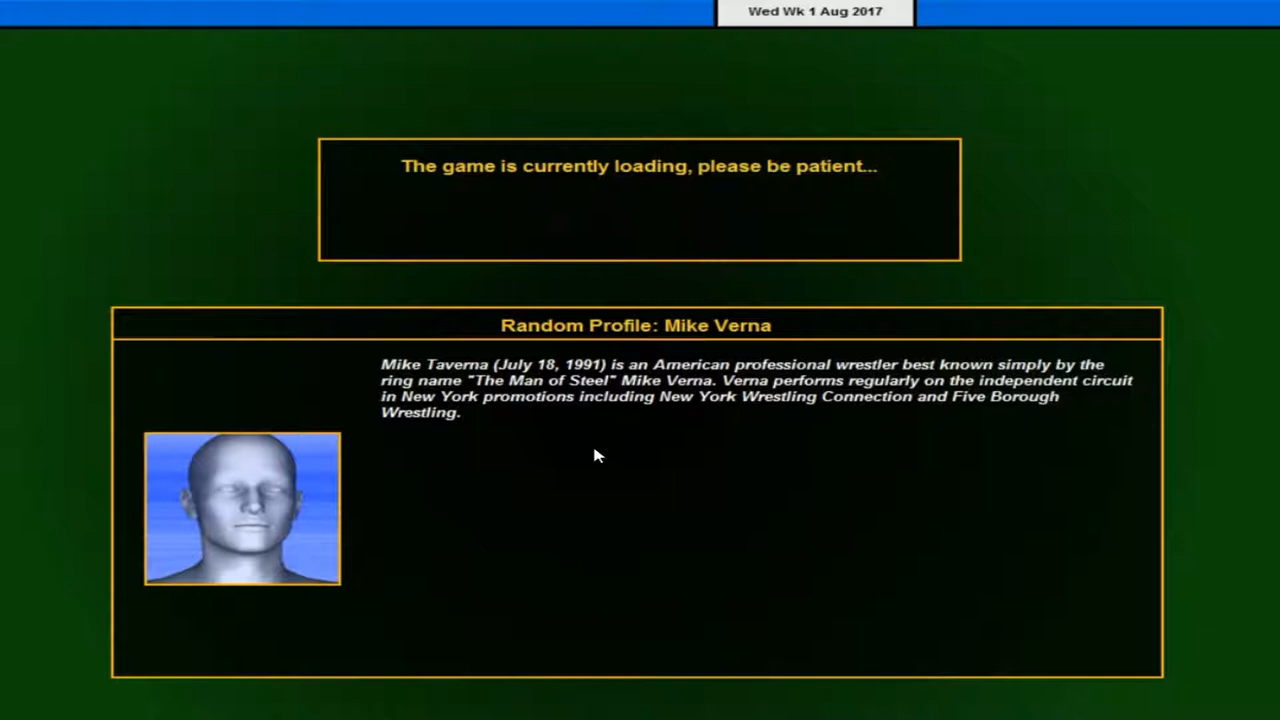 Wed Wk 1 Aug 2017
The game is currently loading, please be patient...
Random Profile: Mike Verna
Mike Taverna (July 18, 1991) is an American professional wrestler best known simply by the
ring name "The Man of Steel" Mike Verna. Verna performs regularly on the independent circuit
in New York promotions including New York Wrestling Connection and Five Borough
Wrestling.